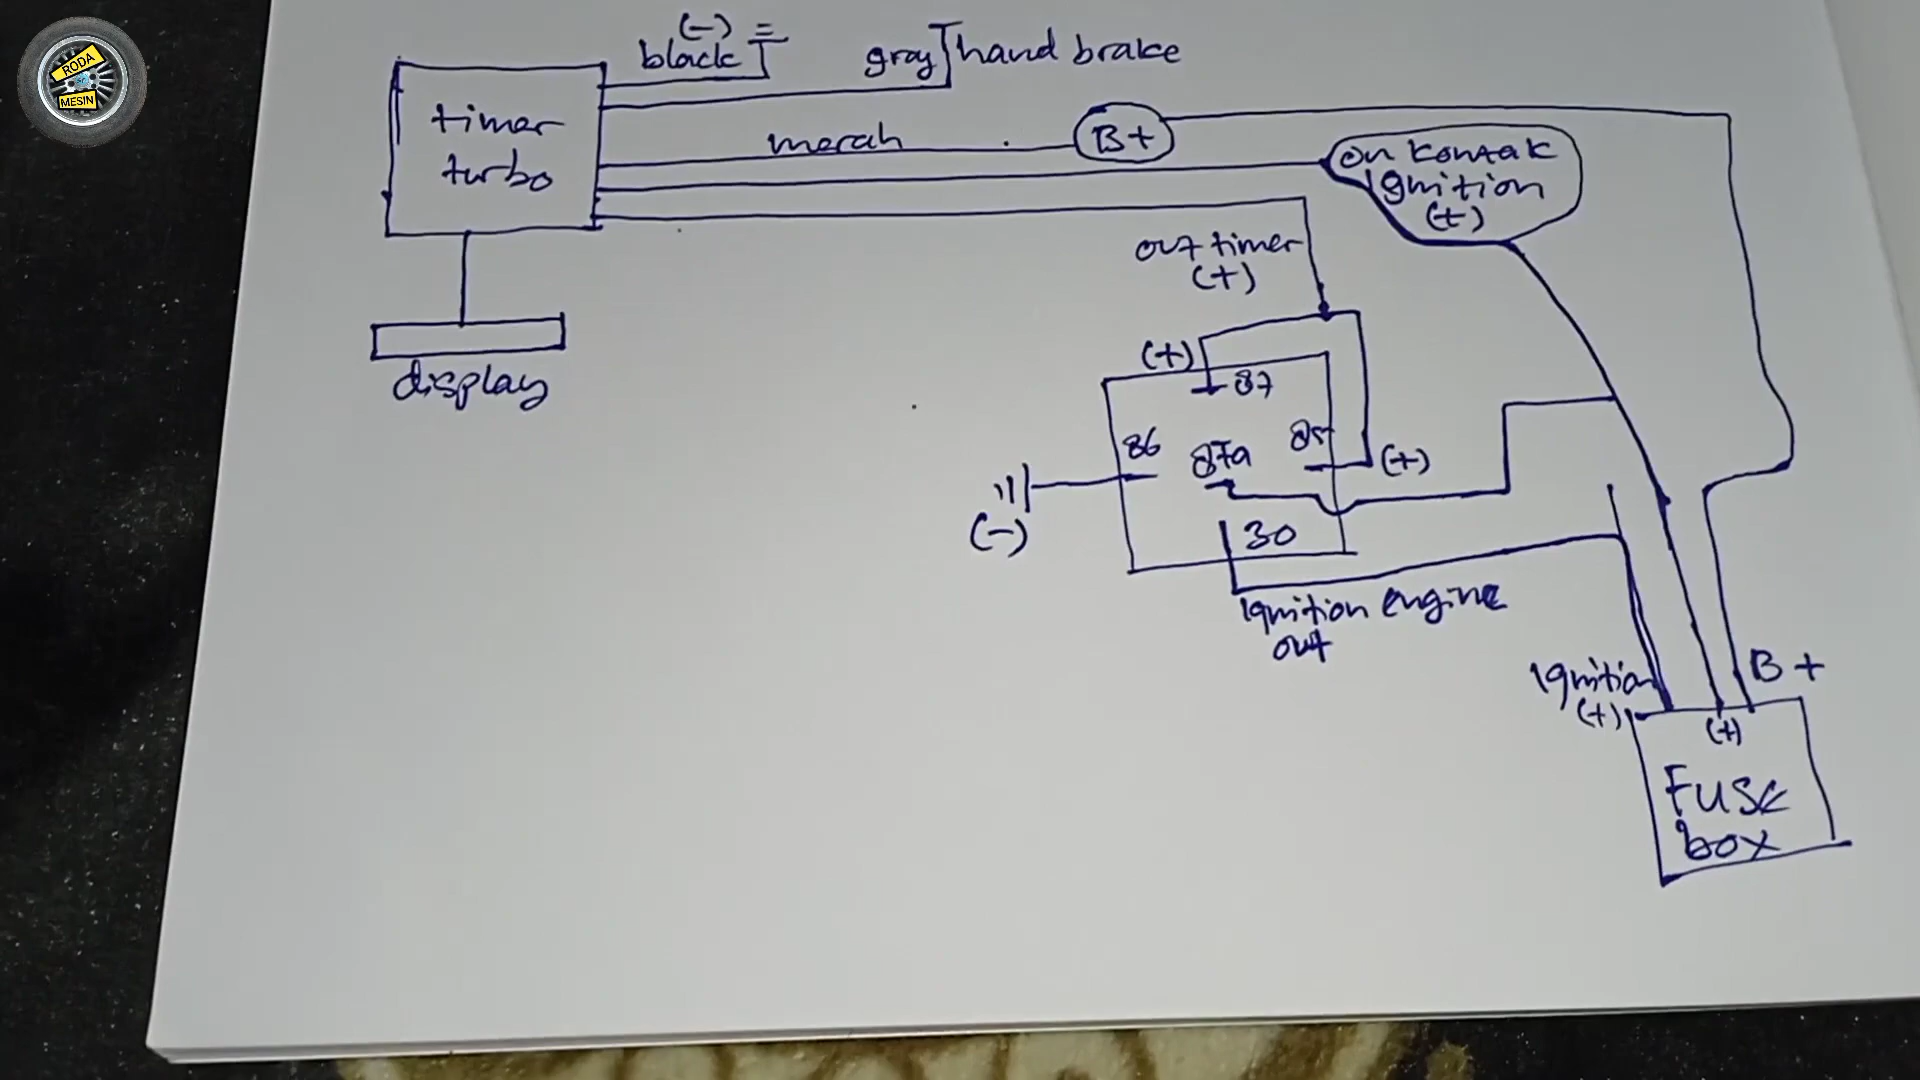 RODA
MESIN
(-)
black
gray
hand brake
timer
turbo
merah
B+
on kontak
Ignition
(+)
out timer
(+)
display
(+)
87
86
87a
85
(+)
(-)
30
Ignition engine
out
Ignition
(+)
B+
(+)
Fuse
box